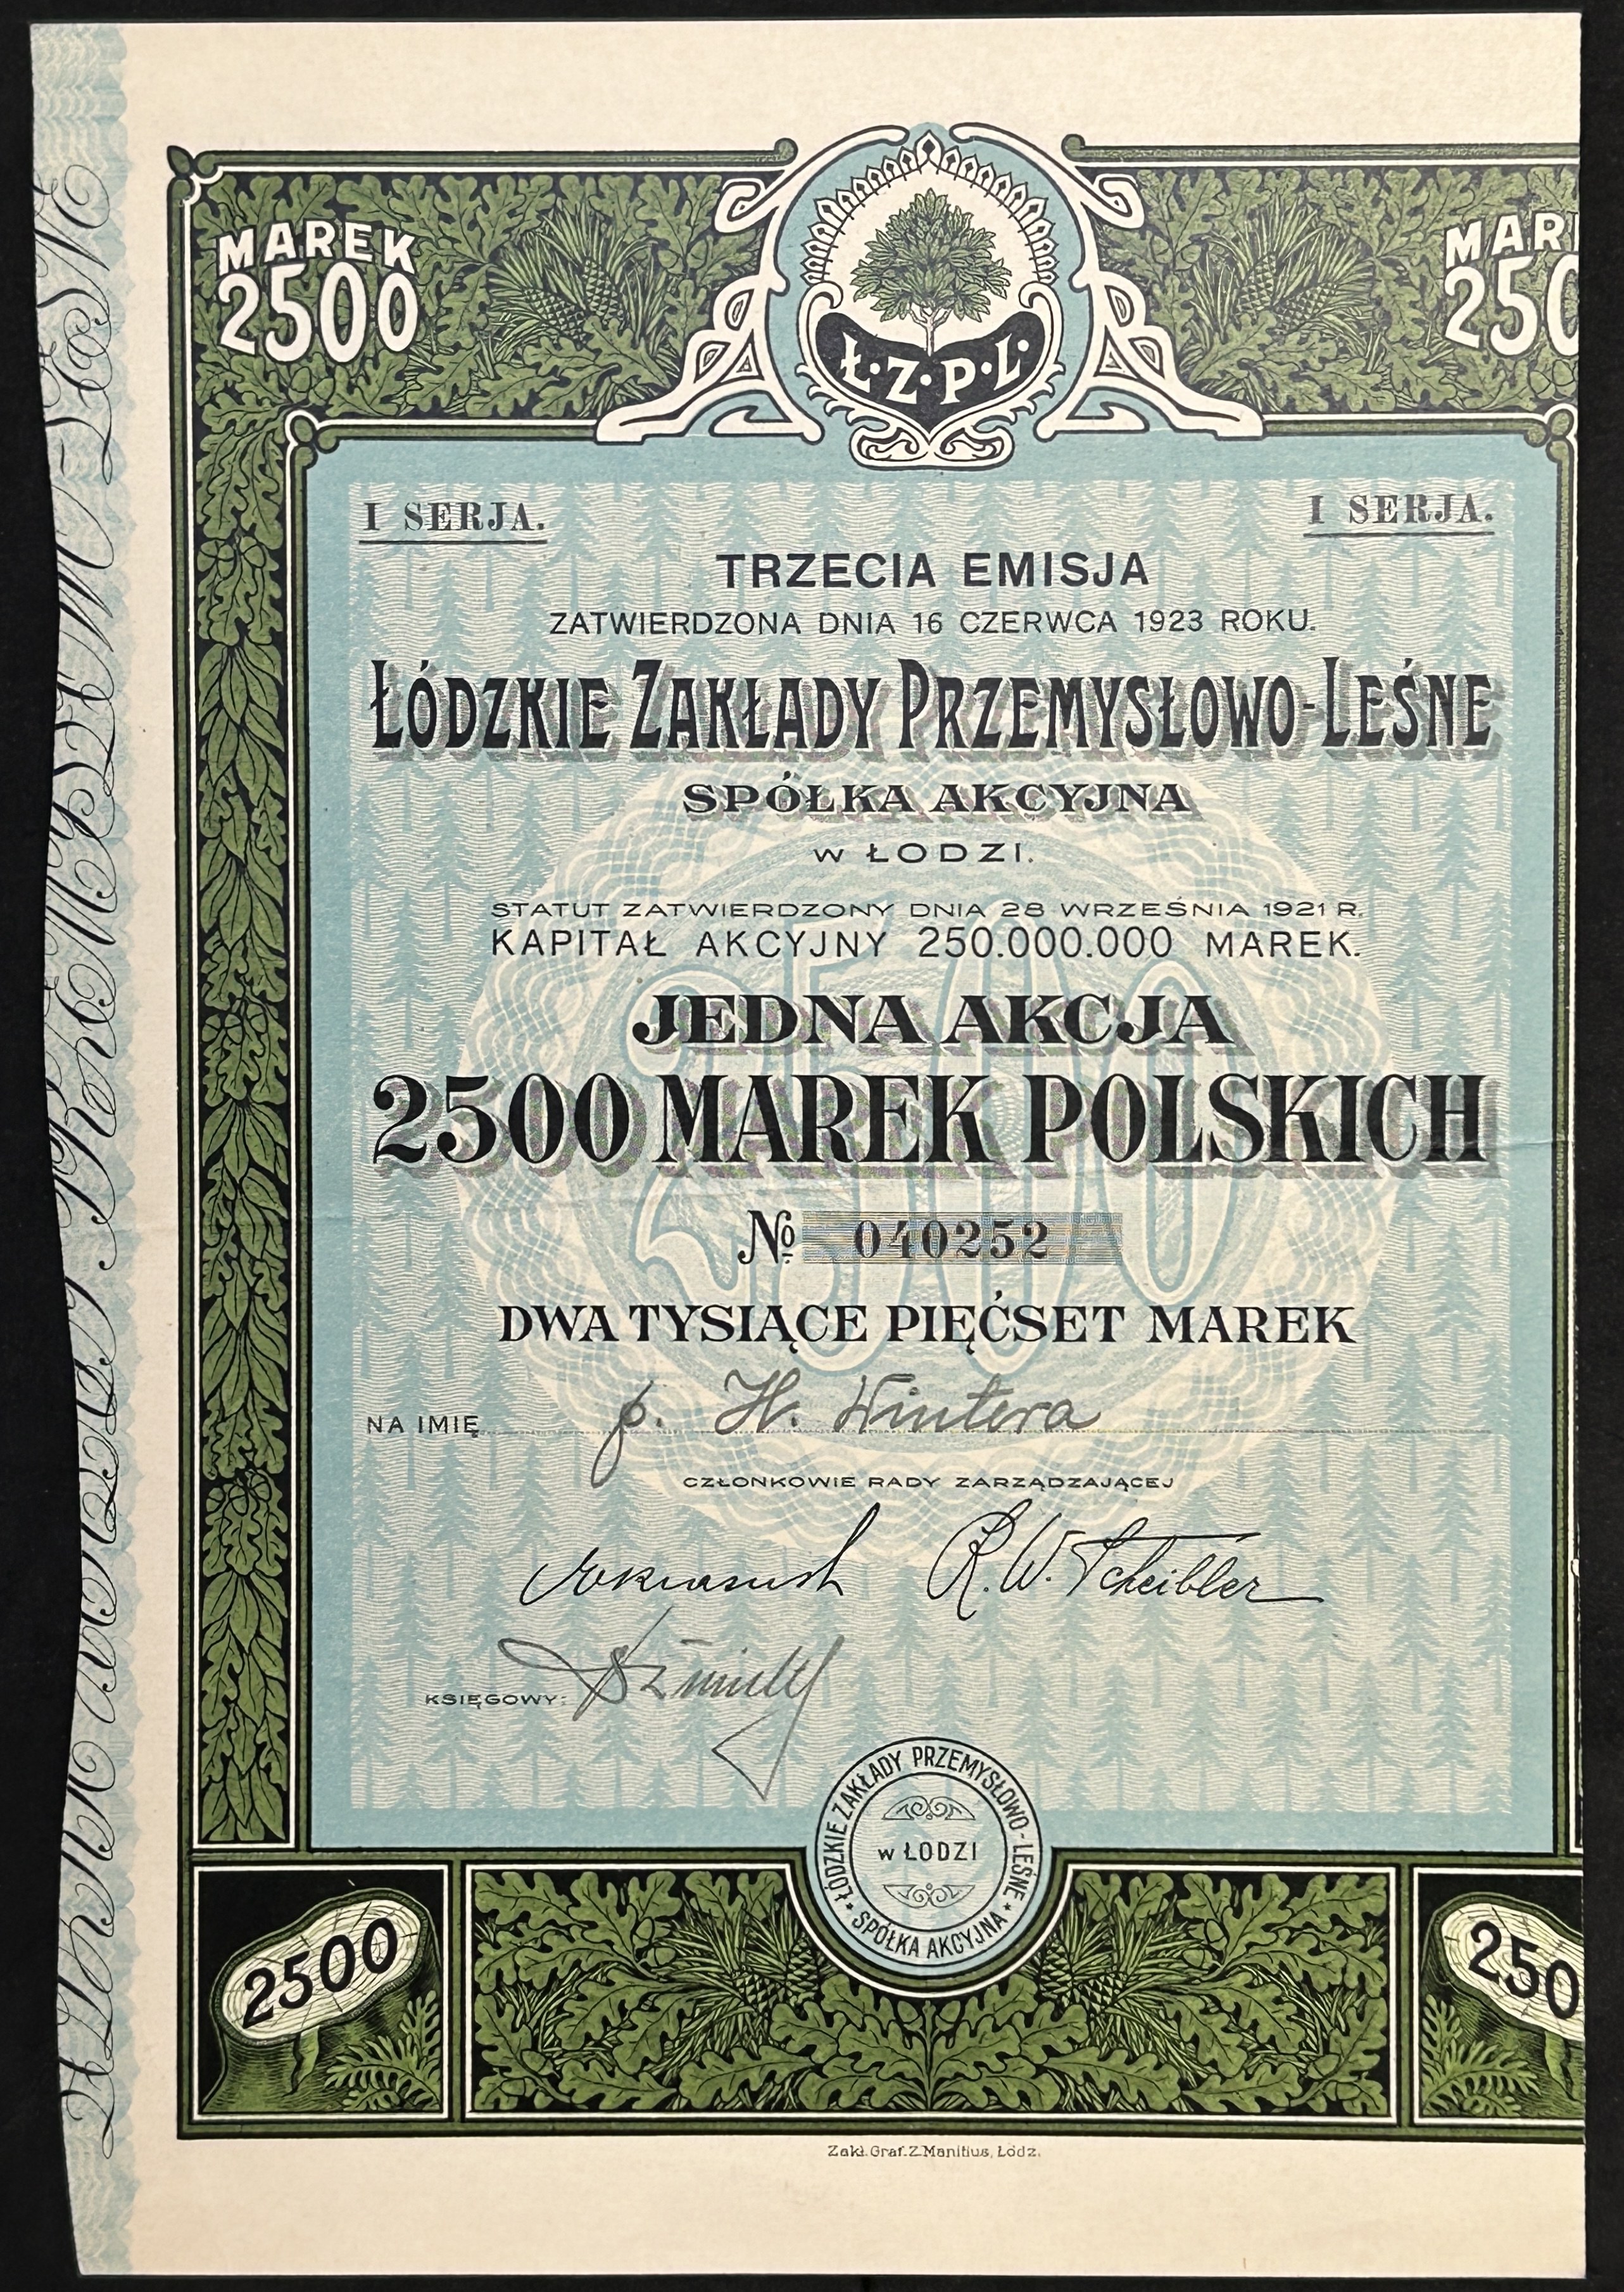 MAREK
2500
MAR
250
Ł·Z·P·L·
I SERJA.
I SERJA.
TRZECIA EMISJA
ZATWIERDZONA DNIA 16 CZERWCA 1923 ROKU.
ŁÓDZKIE ZAKŁADY PRZEMYSŁOWO-LEŚNE
SPÓŁKA AKCYJNA
w ŁODZI.
STATUT ZATWIERDZONY DNIA 28 WRZEŚNIA 1921 R.
KAPITAŁ AKCYJNY 250.000.000 MAREK.
JEDNA AKCJA
2500 MAREK POLSKICH
2500
№ 040252
DWA TYSIĄCE PIĘĆSET MAREK
NA IMIĘ p. H. Wintera
CZŁONKOWIE RADY ZARZĄDZAJĄCEJ
R. W. Scheibler
KSIĘGOWY:
ŁÓDZKIE ZAKŁADY PRZEMYSŁOWO-LEŚNE
* SPÓŁKA AKCYJNA *
w ŁODZI
2500
250
Zakł. Graf. Z. Manitius, Łódz.